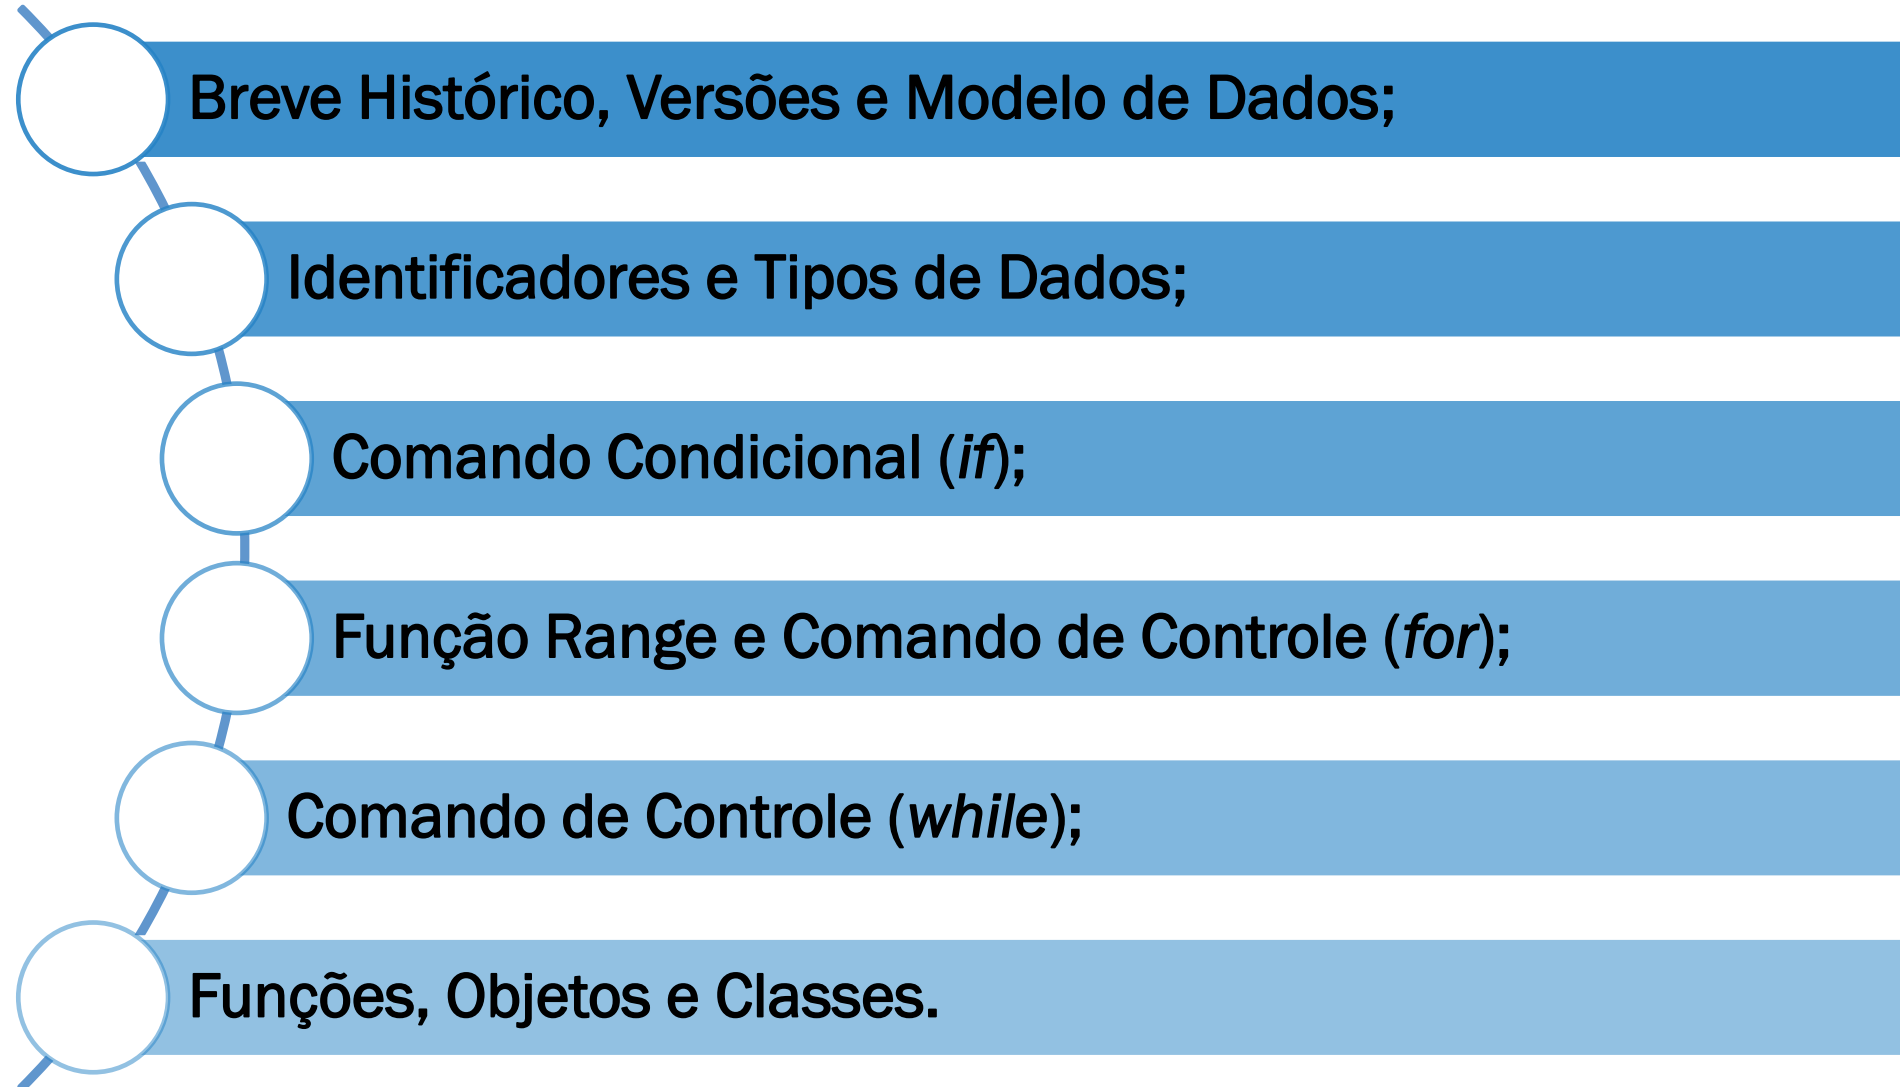 Breve Histórico, Versões e Modelo de Dados;
Identificadores e Tipos de Dados;
Comando Condicional (if);
Função Range e Comando de Controle (for);
Comando de Controle (while);
Funções, Objetos e Classes.